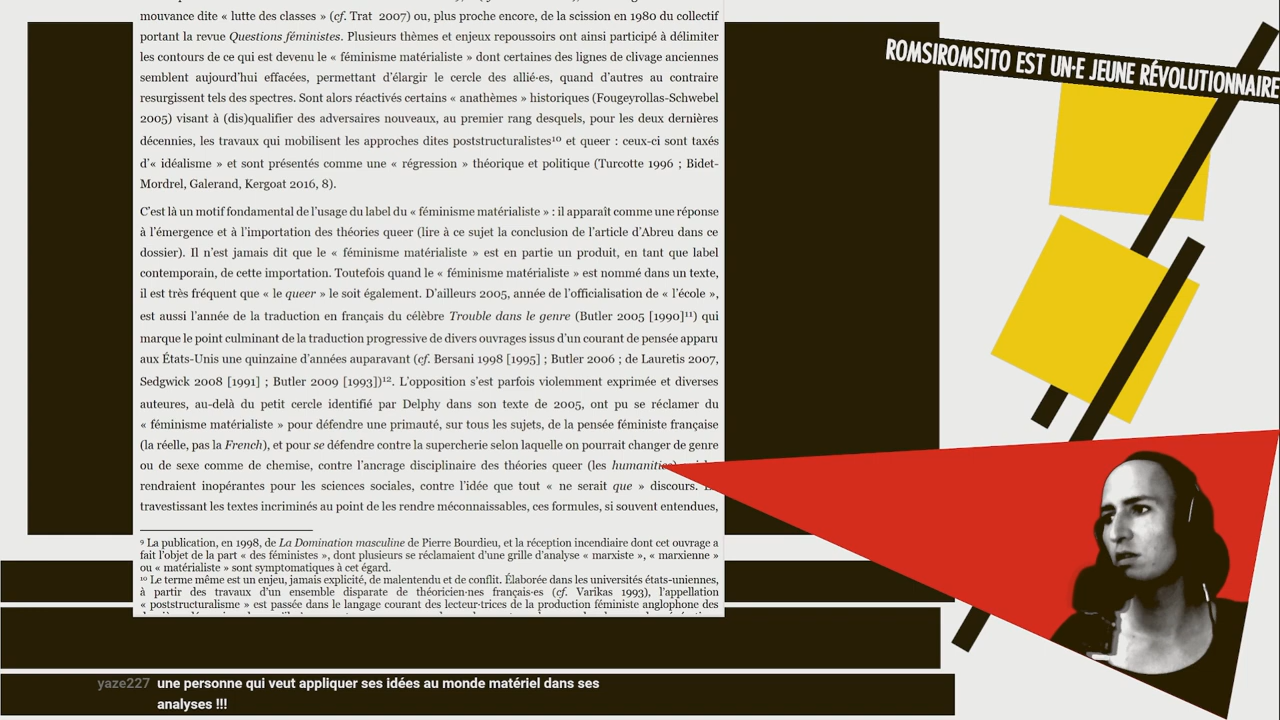 mouvance dite « lutte des classes » (cf. Trat 2007) ou, plus proche encore, de la scission en 1980 du collectif
portant la revue Questions féministes. Plusieurs thèmes et enjeux repoussoirs ont ainsi participé à délimiter
les contours de ce qui est devenu le « féminisme matérialiste » dont certaines des lignes de clivage anciennes
semblent aujourd'hui effacées, permettant d'élargir le cercle des allié·es, quand d'autres au contraire
resurgissent tels des spectres. Sont alors réactivés certains « anathèmes » historiques (Fougeyrollas-Schwebel
2005) visant à (dis)qualifier des adversaires nouveaux, au premier rang desquels, pour les deux dernières
décennies, les travaux qui mobilisent les approches dites poststructuralistes¹⁰ et queer : ceux-ci sont taxés
d'« idéalisme » et sont présentés comme une « régression » théorique et politique (Turcotte 1996 ; Bidet-
Mordrel, Galerand, Kergoat 2016, 8).
C'est là un motif fondamental de l'usage du label du « féminisme matérialiste » : il apparaît comme une réponse
à l'émergence et à l'importation des théories queer (lire à ce sujet la conclusion de l'article d'Abreu dans ce
dossier). Il n'est jamais dit que le « féminisme matérialiste » est en partie un produit, en tant que label
contemporain, de cette importation. Toutefois quand le « féminisme matérialiste » est nommé dans un texte,
il est très fréquent que « le queer » le soit également. D'ailleurs 2005, année de l'officialisation de « l'école »,
est aussi l'année de la traduction en français du célèbre Trouble dans le genre (Butler 2005 [1990]¹¹) qui
marque le point culminant de la traduction progressive de divers ouvrages issus d'un courant de pensée apparu
aux États-Unis une quinzaine d'années auparavant (cf. Bersani 1998 [1995] ; Butler 2006 ; de Lauretis 2007,
Sedgwick 2008 [1991] ; Butler 2009 [1993])¹². L'opposition s'est parfois violemment exprimée et diverses
auteures, au-delà du petit cercle identifié par Delphy dans son texte de 2005, ont pu se réclamer du
« féminisme matérialiste » pour défendre une primauté, sur tous les sujets, de la pensée féministe française
(la réelle, pas la French), et pour se défendre contre la supercherie selon laquelle on pourrait changer de genre
ou de sexe comme de chemise, contre l'ancrage disciplinaire des théories queer (les humanities)
rendraient inopérantes pour les sciences sociales, contre l'idée que tout « ne serait que » discours.
travestissant les textes incriminés au point de les rendre méconnaissables, ces formules, si souvent entendues,
⁹ La publication, en 1998, de La Domination masculine de Pierre Bourdieu, et la réception incendiaire dont cet ouvrage a
fait l'objet de la part « des féministes », dont plusieurs se réclamaient d'une grille d'analyse « marxiste », « marxienne »
ou « matérialiste » sont symptomatiques à cet égard.
¹⁰ Le terme même est un enjeu, jamais explicité, de malentendu et de conflit. Élaborée dans les universités états-uniennes,
à partir des travaux d'un ensemble disparate de théoricien·nes français·es (cf. Varikas 1993), l'appellation
« poststructuralisme » est passée dans le langage courant des lecteur·trices de la production féministe anglophone des
ROMSIROMSITO EST UN·E JEUNE RÉVOLUTIONNAIRE
yaze227 une personne qui veut appliquer ses idées au monde matériel dans ses
analyses !!!